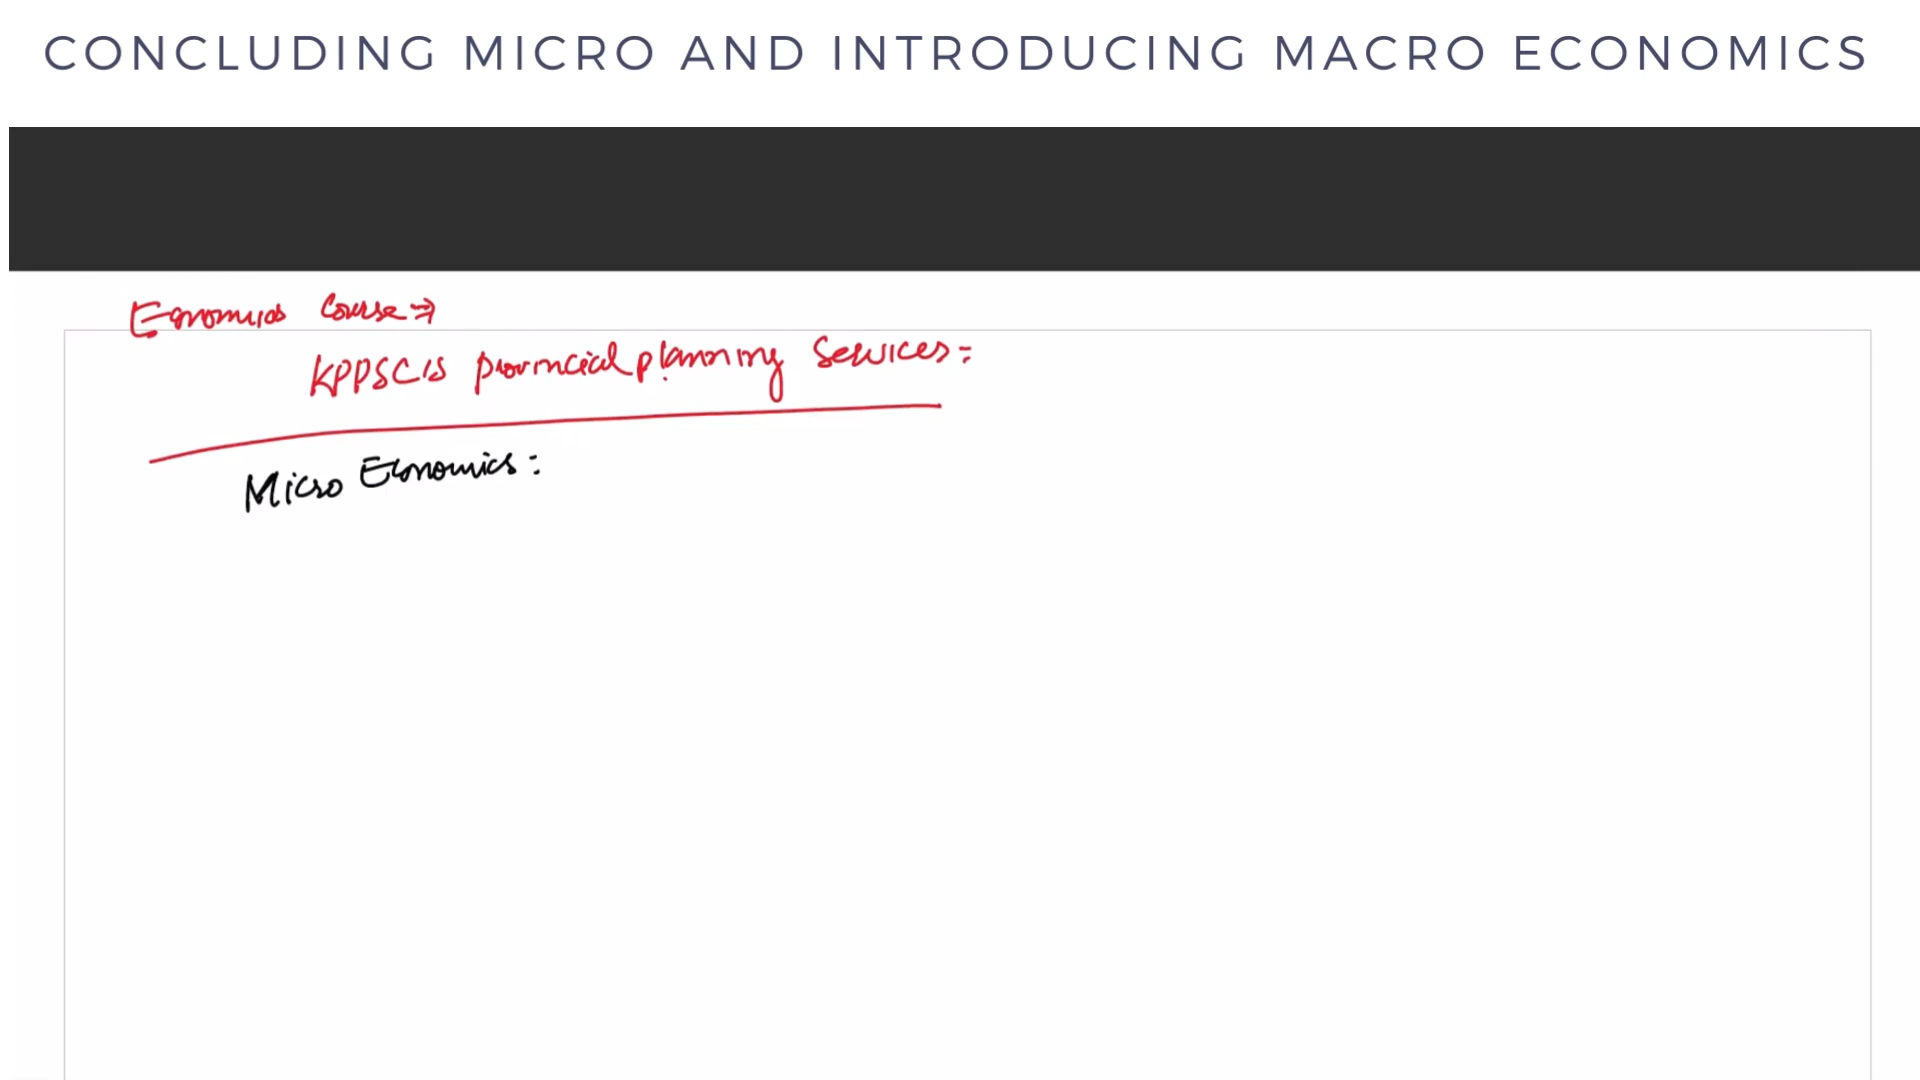 CONCLUDING MICRO AND INTRODUCING MACRO ECONOMICS
Economics Course ⇒
KPPSC's provincial planning Services:
Micro Economics: